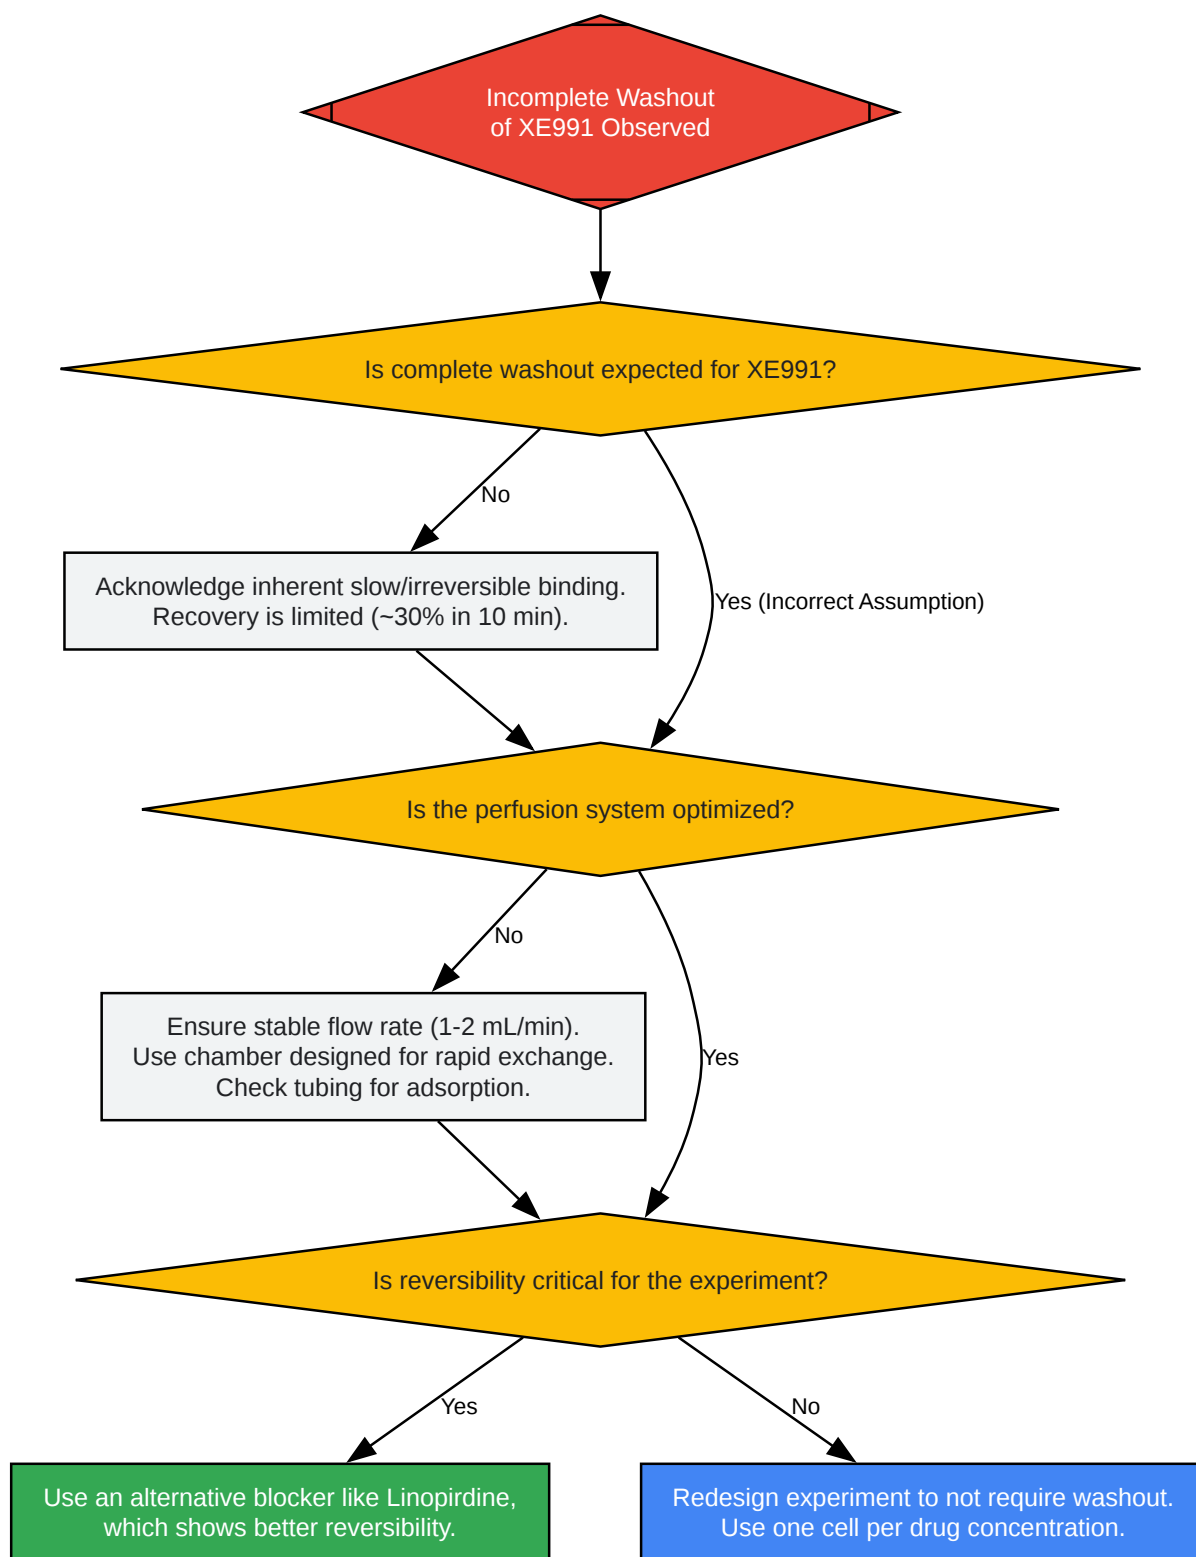 Incomplete Washout
of XE991 Observed
Is complete washout expected for XE991?
No
Acknowledge inherent slow/irreversible binding.
Recovery is limited (~30% in 10 min).
Yes (Incorrect Assumption)
Is the perfusion system optimized?
No
Ensure stable flow rate (1-2 mL/min).
Use chamber designed for rapid exchange.
Check tubing for adsorption.
Yes
Is reversibility critical for the experiment?
Yes
No
Use an alternative blocker like Linopirdine,
which shows better reversibility.
Redesign experiment to not require washout.
Use one cell per drug concentration.